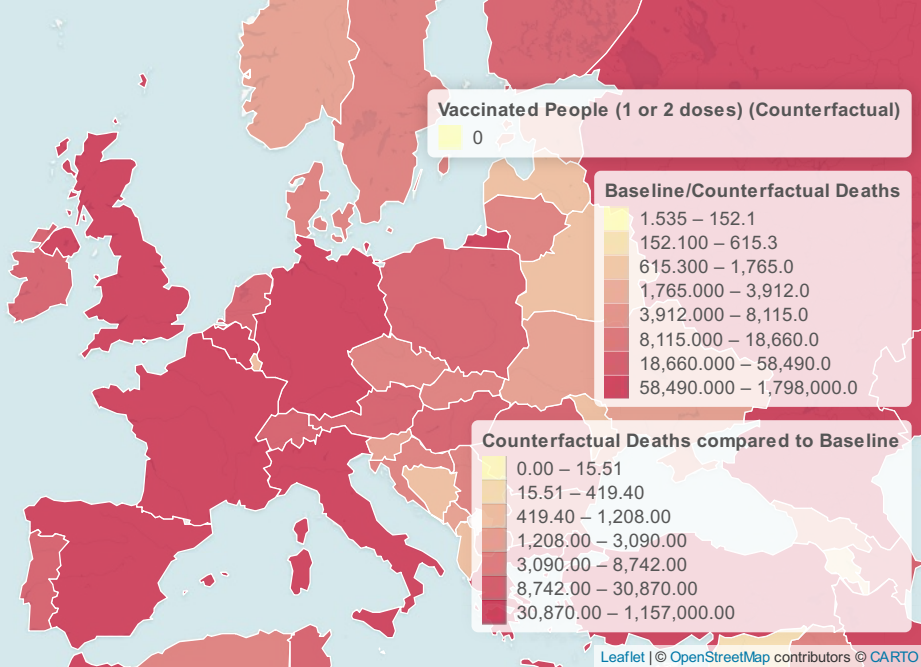 Vaccinated People (1 or 2 doses) (Counterfactual)
0
Baseline/Counterfactual Deaths
1.535 – 152.1
152.100 – 615.3
615.300 – 1,765.0
1,765.000 – 3,912.0
3,912.000 – 8,115.0
8,115.000 – 18,660.0
18,660.000 – 58,490.0
58,490.000 – 1,798,000.0
Counterfactual Deaths compared to Baseline
0.00 – 15.51
15.51 – 419.40
419.40 – 1,208.00
1,208.00 – 3,090.00
3,090.00 – 8,742.00
8,742.00 – 30,870.00
30,870.00 – 1,157,000.00
Leaflet | © OpenStreetMap contributors © CARTO